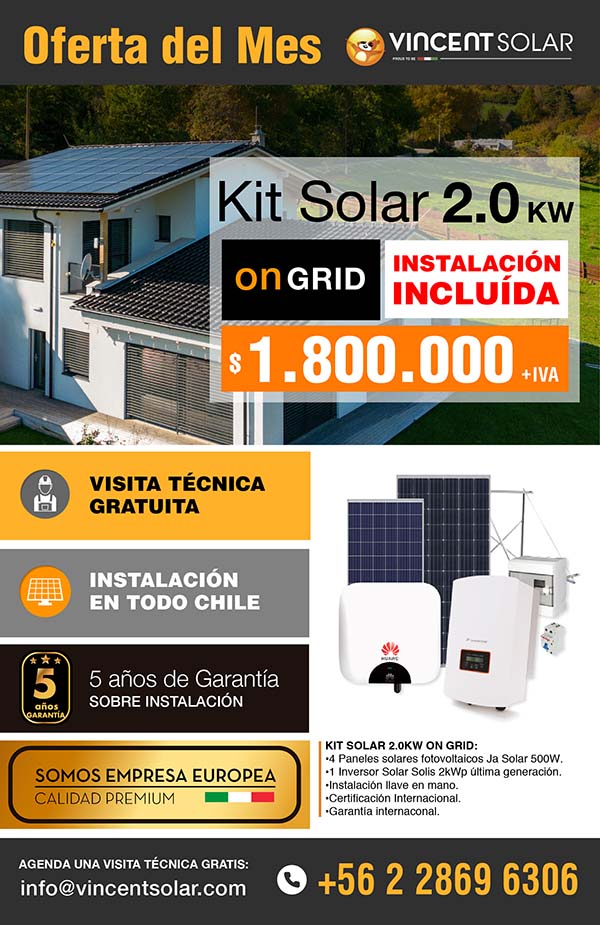 Oferta del Mes
VINCENT SOLAR
PROUD TO BE
Kit Solar 2.0 KW
on GRID
INSTALACIÓN
INCLUÍDA
$ 1.800.000 +IVA
VISITA TÉCNICA
GRATUITA
INSTALACIÓN
EN TODO CHILE
5
años
GARANTÍA
5 años de Garantía
SOBRE INSTALACIÓN
HUAWEI
SOMOS EMPRESA EUROPEA
CALIDAD PREMIUM
KIT SOLAR 2.0KW ON GRID:
•4 Paneles solares fotovoltaicos Ja Solar 500W.
•1 Inversor Solar Solis 2kWp última generación.
•Instalación llave en mano.
•Certificación Internacional.
•Garantía internaconal.
AGENDA UNA VISITA TÉCNICA GRATIS:
info@vincentsolar.com
+56 2 2869 6306